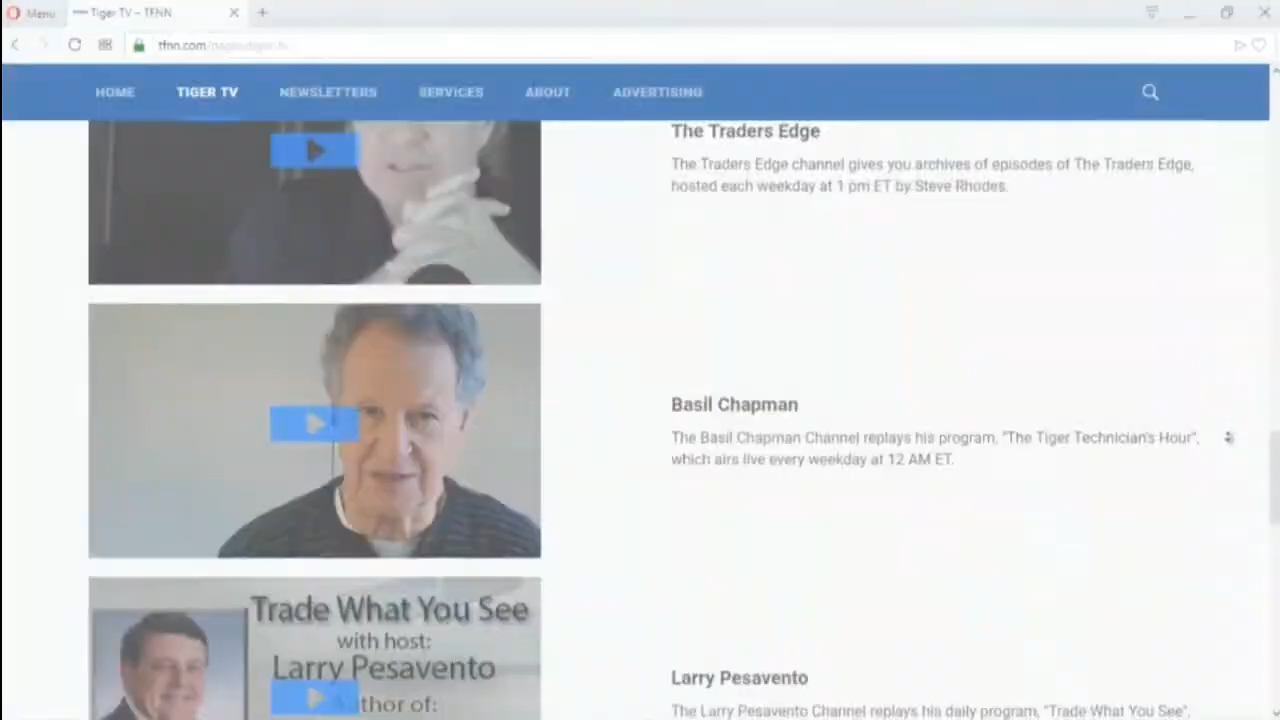 Menu
Tiger TV – TFNN
tfnn.com/
HOME
TIGER TV
NEWSLETTERS
SERVICES
ABOUT
ADVERTISING
The Traders Edge
The Traders Edge channel gives you archives of episodes of The Traders Edge,
hosted each weekday at 1 pm ET by Steve Rhodes.
Basil Chapman
The Basil Chapman Channel replays his program, "The Tiger Technician's Hour",
which airs live every weekday at 12 AM ET.
Trade What You See
with host:
Larry Pesavento
Author of:
Larry Pesavento
The Larry Pesavento Channel replays his daily program, "Trade What You See",